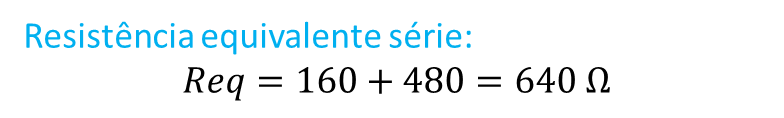 Resistência equivalente série:
Req = 160 + 480 = 640 Ω